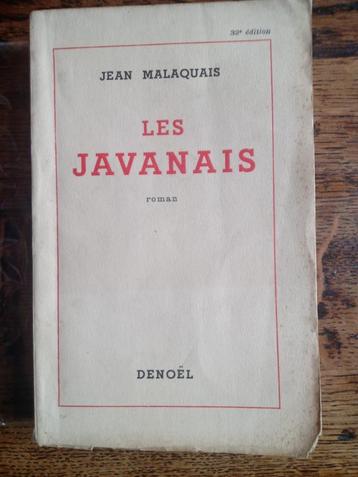 32e édition
JEAN MALAQUAIS
LES
JAVANAIS
roman
DENOËL